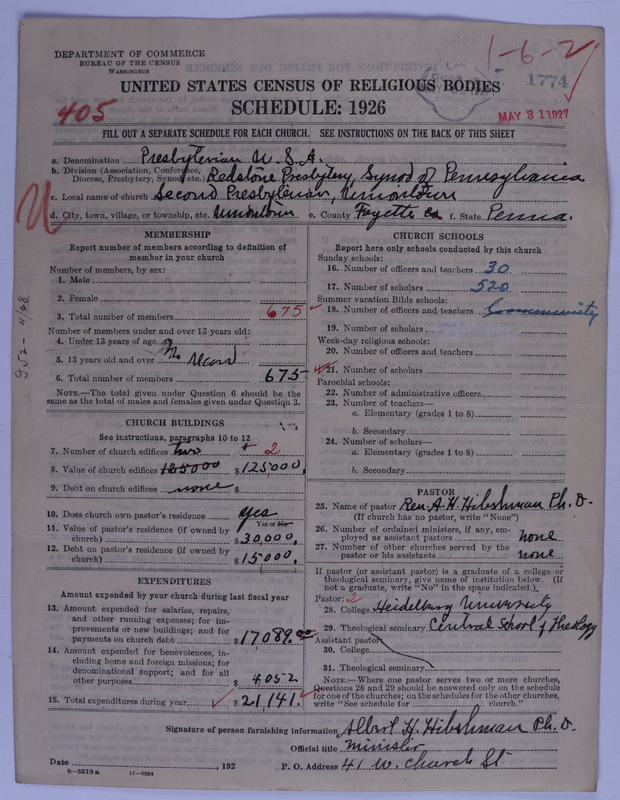 DEPARTMENT OF COMMERCE
BUREAU OF THE CENSUS
WASHINGTON
1-6-2
1774
MAY 31 1927
UNITED STATES CENSUS OF RELIGIOUS BODIES
405
SCHEDULE: 1926
FILL OUT A SEPARATE SCHEDULE FOR EACH CHURCH. SEE INSTRUCTIONS ON THE BACK OF THIS SHEET
a. Denomination Presbyterian U.S.A.
b. Division (Association, Conference, Diocese, Presbytery, Synod, etc.) Redstone Presbytery, Synod of Pennsylvania
c. Local name of church Second Presbyterian, Uniontown
d. City, town, village, or township, etc. Uniontown e. County Fayette Co f. State Penna.
MEMBERSHIP
Report number of members according to definition of
member in your church
Number of members, by sex:
1. Male
2. Female
3. Total number of members 675
Number of members under and over 13 years old:
4. Under 13 years of age
5. 13 years old and over No Record
6. Total number of members 675
NOTE.—The total given under Question 6 should be the
same as the total of males and females given under Question 3.
CHURCH BUILDINGS
See instructions, paragraphs 10 to 12
7. Number of church edifices two 2
8. Value of church edifices 125000 $125000.
9. Debt on church edifices none $
10. Does church own pastor's residence yes
Yes or No
11. Value of pastor's residence (if owned by
church) $30,000.
12. Debt on pastor's residence (if owned by
church) $15000.
EXPENDITURES
Amount expended by your church during last fiscal year
13. Amount expended for salaries, repairs,
and other running expenses; for im-
provements or new buildings; and for
payments on church debt $17089.00
14. Amount expended for benevolences, in-
cluding home and foreign missions; for
denominational support; and for all
other purposes $4052
15. Total expenditures during year $21,141.
CHURCH SCHOOLS
Report here only schools conducted by this church
Sunday schools:
16. Number of officers and teachers 30
17. Number of scholars 520
Summer vacation Bible schools:
18. Number of officers and teachers Community
19. Number of scholars
Week-day religious schools:
20. Number of officers and teachers
21. Number of scholars
Parochial schools:
22. Number of administrative officers
23. Number of teachers—
a. Elementary (grades 1 to 8)
b. Secondary
24. Number of scholars—
a. Elementary (grades 1 to 8)
b. Secondary
PASTOR
25. Name of pastor Rev. A. H. Hibshman Ph. D.
(If church has no pastor, write "None")
26. Number of ordained ministers, if any, em-
ployed as assistant pastors none
27. Number of other churches served by the
pastor or his assistants none
If pastor (or assistant pastor) is a graduate of a college or
theological seminary, give name of institution below. (If
not a graduate, write "No" in the space indicated.)
Pastor: 2
28. College Heidelburg University
29. Theological seminary Central School of Theology
Assistant pastor:
30. College
31. Theological seminary
NOTE.—Where one pastor serves two or more churches,
Questions 28 and 29 should be answered only on the schedule
for one of the churches; on the schedules for the other churches,
write "See schedule for church."
Signature of person furnishing information Albert H. Hibshman Ph. D.
Official title Minister
Date , 192 P. O. Address 41 W. Church St
8-5518a 11-8054